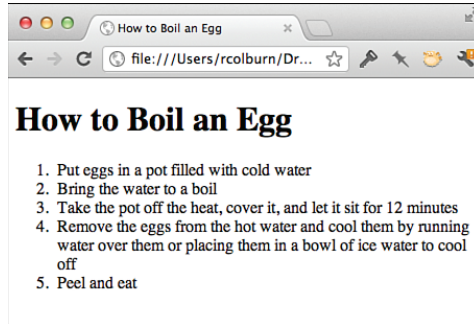 How to Boil an Egg
file:///Users/rcolburn/Dr...
How to Boil an Egg
1. Put eggs in a pot filled with cold water
2. Bring the water to a boil
3. Take the pot off the heat, cover it, and let it sit for 12 minutes
4. Remove the eggs from the hot water and cool them by running
water over them or placing them in a bowl of ice water to cool
off
5. Peel and eat